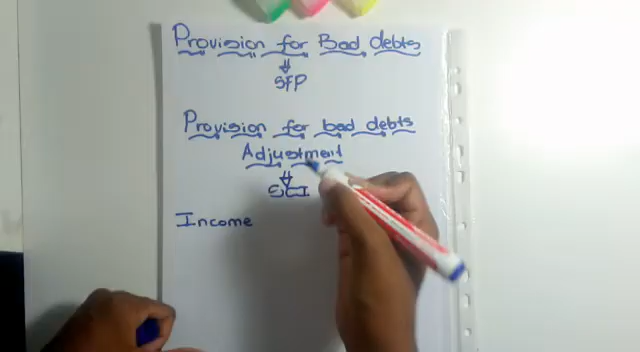 Provision for Bad debts
SFP
Provision for bad debts
Adjustment
SCI
Income